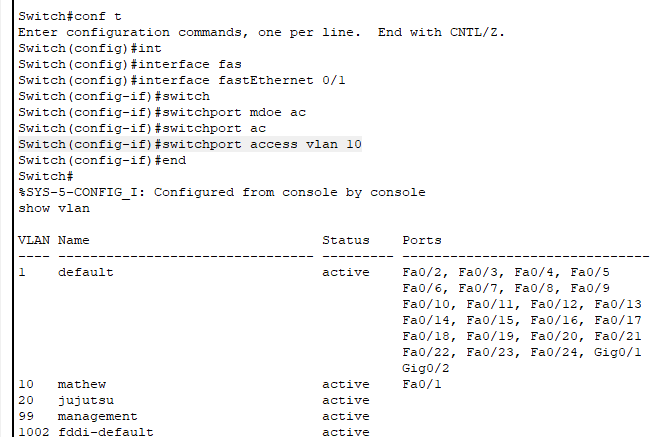 Switch#conf t
Enter configuration commands, one per line.  End with CNTL/Z.
Switch(config)#int
Switch(config)#interface fas
Switch(config)#interface fastEthernet 0/1
Switch(config-if)#switch
Switch(config-if)#switchport mdoe ac
Switch(config-if)#switchport ac
Switch(config-if)#switchport access vlan 10
Switch(config-if)#end
Switch#
%SYS-5-CONFIG_I: Configured from console by console
show vlan
VLAN Name                             Status    Ports
---- -------------------------------- --------- -------------------------------
1    default                          active    Fa0/2, Fa0/3, Fa0/4, Fa0/5
                                                Fa0/6, Fa0/7, Fa0/8, Fa0/9
                                                Fa0/10, Fa0/11, Fa0/12, Fa0/13
                                                Fa0/14, Fa0/15, Fa0/16, Fa0/17
                                                Fa0/18, Fa0/19, Fa0/20, Fa0/21
                                                Fa0/22, Fa0/23, Fa0/24, Gig0/1
                                                Gig0/2
10   mathew                           active    Fa0/1
20   jujutsu                          active
99   management                       active
1002 fddi-default                     active